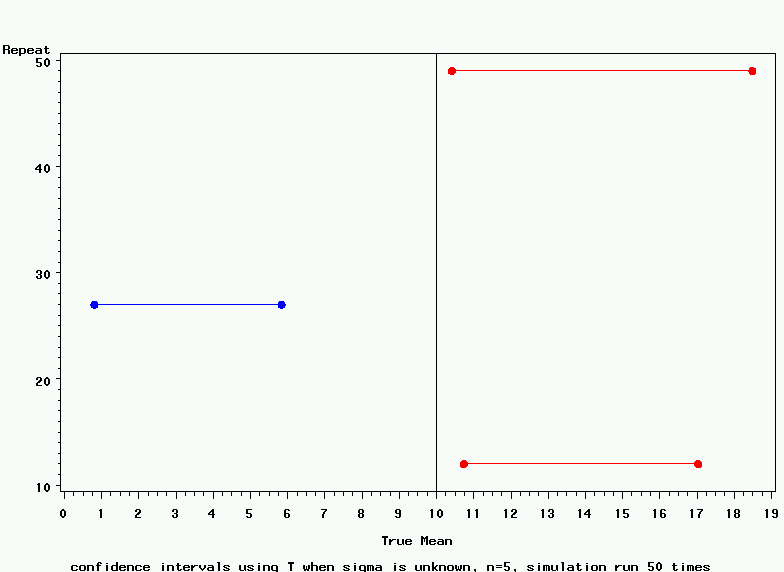 Repeat
50
40
30
20
10
0 1 2 3 4 5 6 7 8 9 10 11 12 13 14 15 16 17 18 19
True Mean
confidence intervals using T when sigma is unknown, n=5, simulation run 50 times